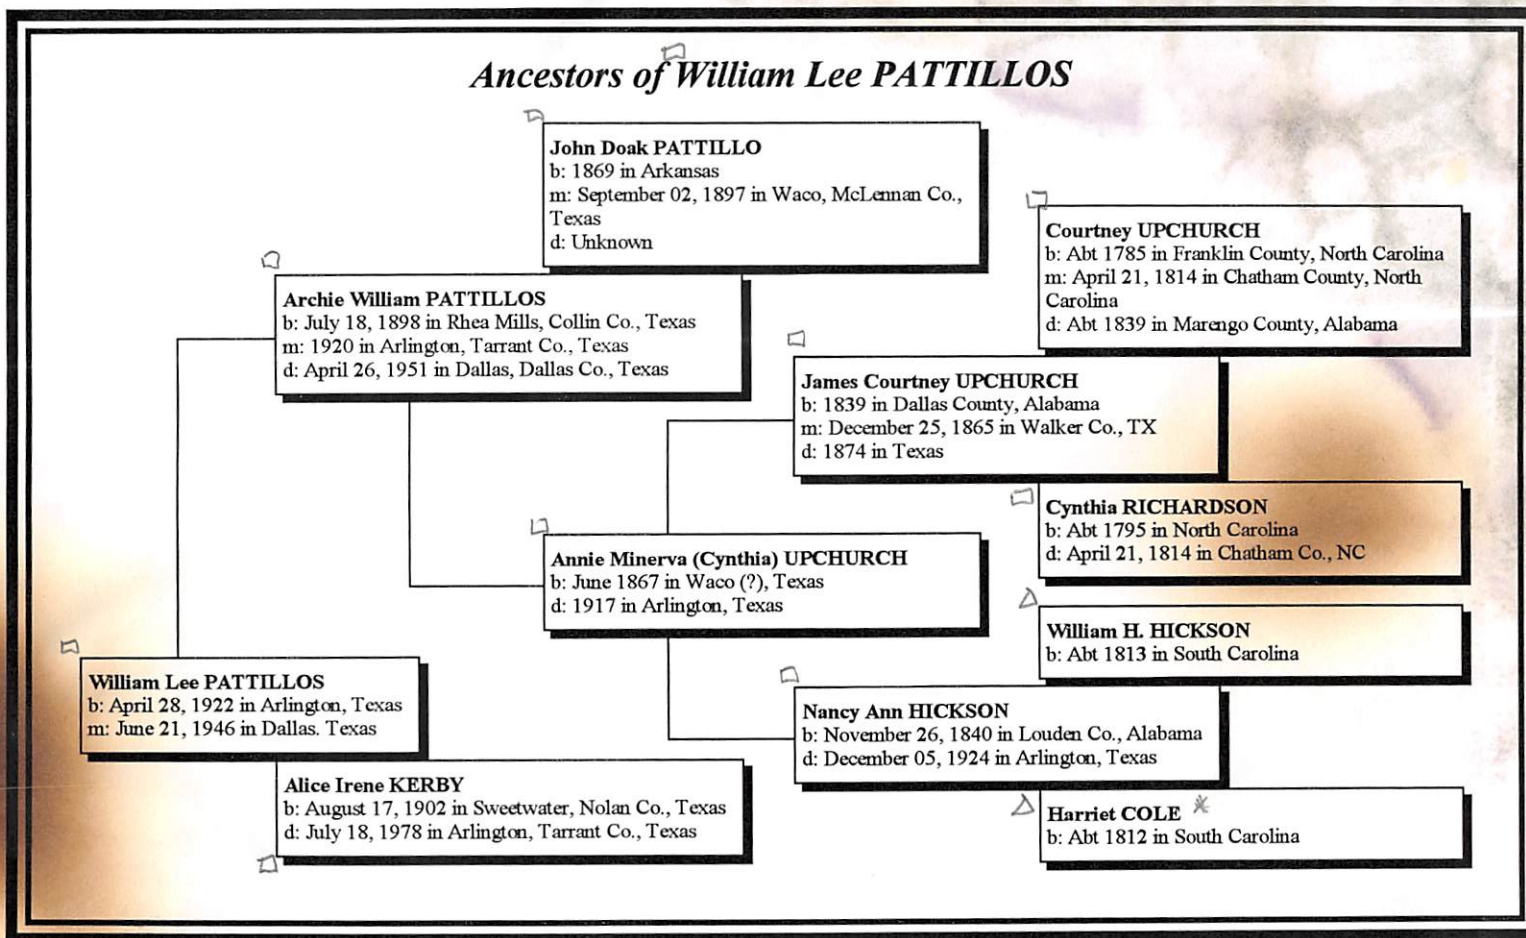 Ancestors of William Lee PATTILLOS
John Doak PATTILLO
b: 1869 in Arkansas
m: September 02, 1897 in Waco, McLennan Co.,
Texas
d: Unknown
Courtney UPCHURCH
b: Abt 1785 in Franklin County, North Carolina
m: April 21, 1814 in Chatham County, North
Carolina
d: Abt 1839 in Marengo County, Alabama
Archie William PATTILLOS
b: July 18, 1898 in Rhea Mills, Collin Co., Texas
m: 1920 in Arlington, Tarrant Co., Texas
d: April 26, 1951 in Dallas, Dallas Co., Texas
James Courtney UPCHURCH
b: 1839 in Dallas County, Alabama
m: December 25, 1865 in Walker Co., TX
d: 1874 in Texas
Cynthia RICHARDSON
b: Abt 1795 in North Carolina
d: April 21, 1814 in Chatham Co., NC
Annie Minerva (Cynthia) UPCHURCH
b: June 1867 in Waco (?), Texas
d: 1917 in Arlington, Texas
William H. HICKSON
b: Abt 1813 in South Carolina
William Lee PATTILLOS
b: April 28, 1922 in Arlington, Texas
m: June 21, 1946 in Dallas. Texas
Nancy Ann HICKSON
b: November 26, 1840 in Louden Co., Alabama
d: December 05, 1924 in Arlington, Texas
Alice Irene KERBY
b: August 17, 1902 in Sweetwater, Nolan Co., Texas
d: July 18, 1978 in Arlington, Tarrant Co., Texas
Harriet COLE *
b: Abt 1812 in South Carolina